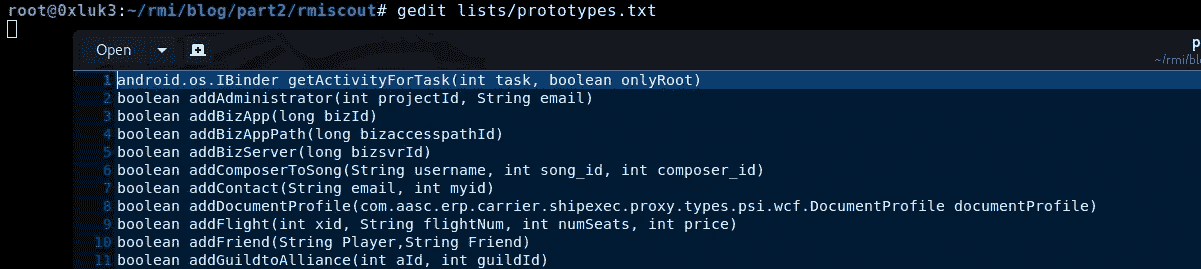 root@0xluk3:~/rmi/blog/part2/rmiscout# gedit lists/prototypes.txt
Open
p
~/rmi/blo
1 android.os.IBinder getActivityForTask(int task, boolean onlyRoot)
2 boolean addAdministrator(int projectId, String email)
3 boolean addBizApp(long bizId)
4 boolean addBizAppPath(long bizaccesspathId)
5 boolean addBizServer(long bizsvrId)
6 boolean addComposerToSong(String username, int song_id, int composer_id)
7 boolean addContact(String email, int myid)
8 boolean addDocumentProfile(com.aasc.erp.carrier.shipexec.proxy.types.psi.wcf.DocumentProfile documentProfile)
9 boolean addFlight(int xid, String flightNum, int numSeats, int price)
10 boolean addFriend(String Player,String Friend)
11 boolean addGuildtoAlliance(int aId, int guildId)